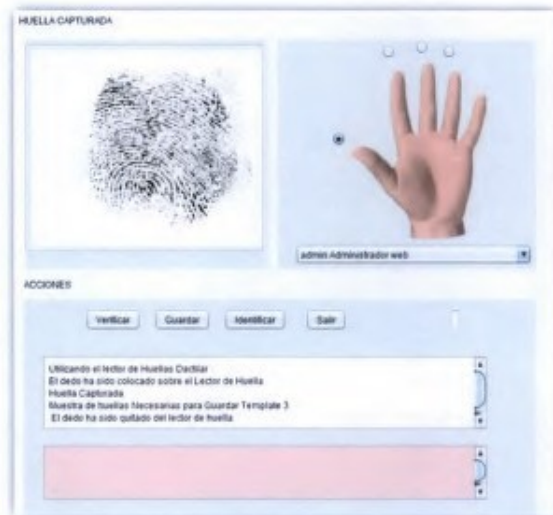 HUELLA CAPTURADA
admin Administrador web
ACCIONES
Verificar Guardar Identificar Salir
Utilizando el lector de Huellas Dactilar
El dedo ha sido colocado sobre el Lector de Huella
Huella Capturada
Muestra de huellas Necesarias para Guardar Template 3
El dedo ha sido quitado del lector de huella